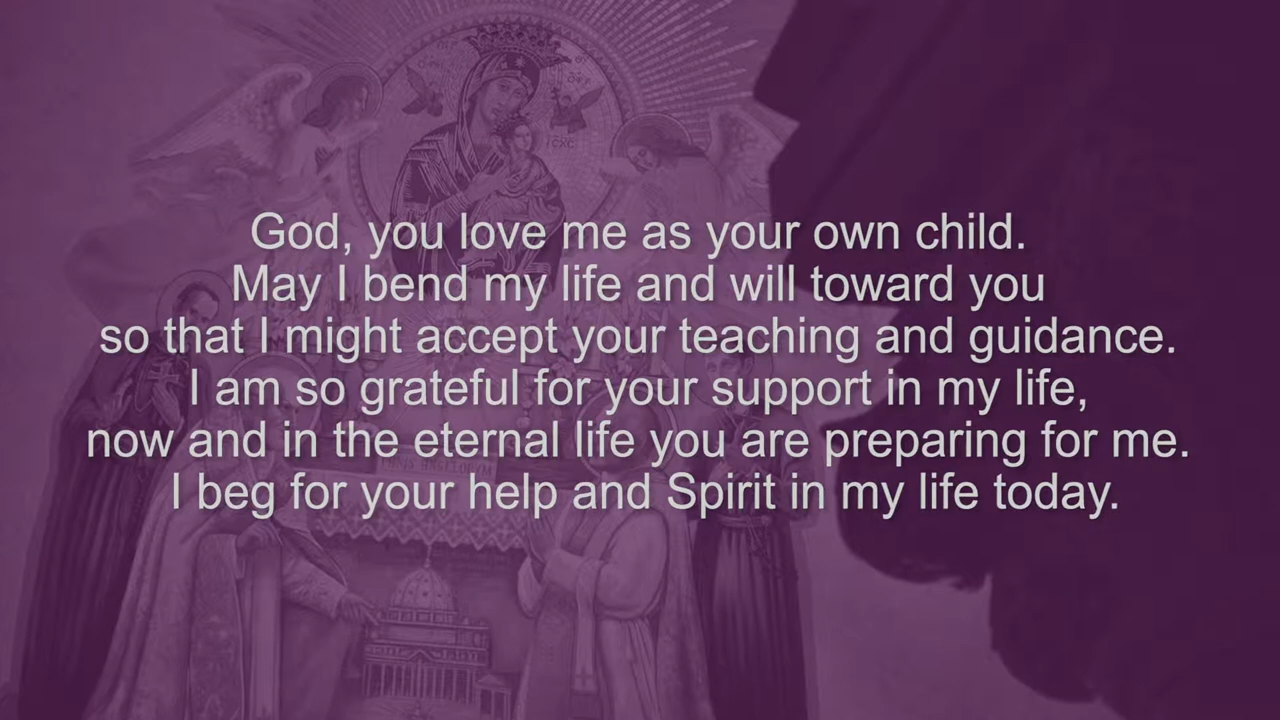 God, you love me as your own child.
May I bend my life and will toward you
so that I might accept your teaching and guidance.
I am so grateful for your support in my life,
now and in the eternal life you are preparing for me.
I beg for your help and Spirit in my life today.